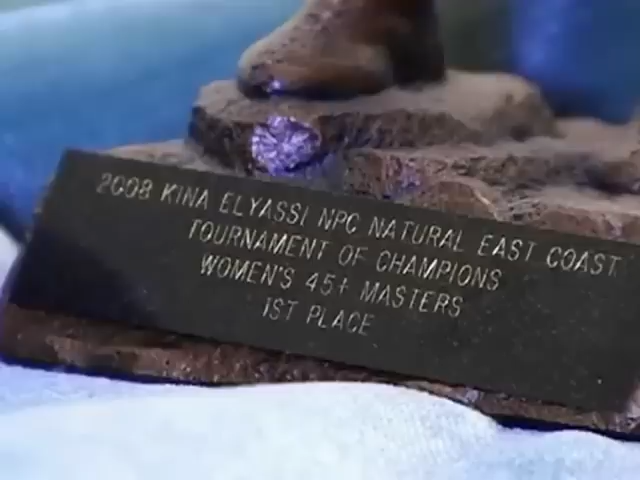 2008 KINA ELYASSI NPC NATURAL EAST COAST
TOURNAMENT OF CHAMPIONS
WOMEN'S 45+ MASTERS
1ST PLACE